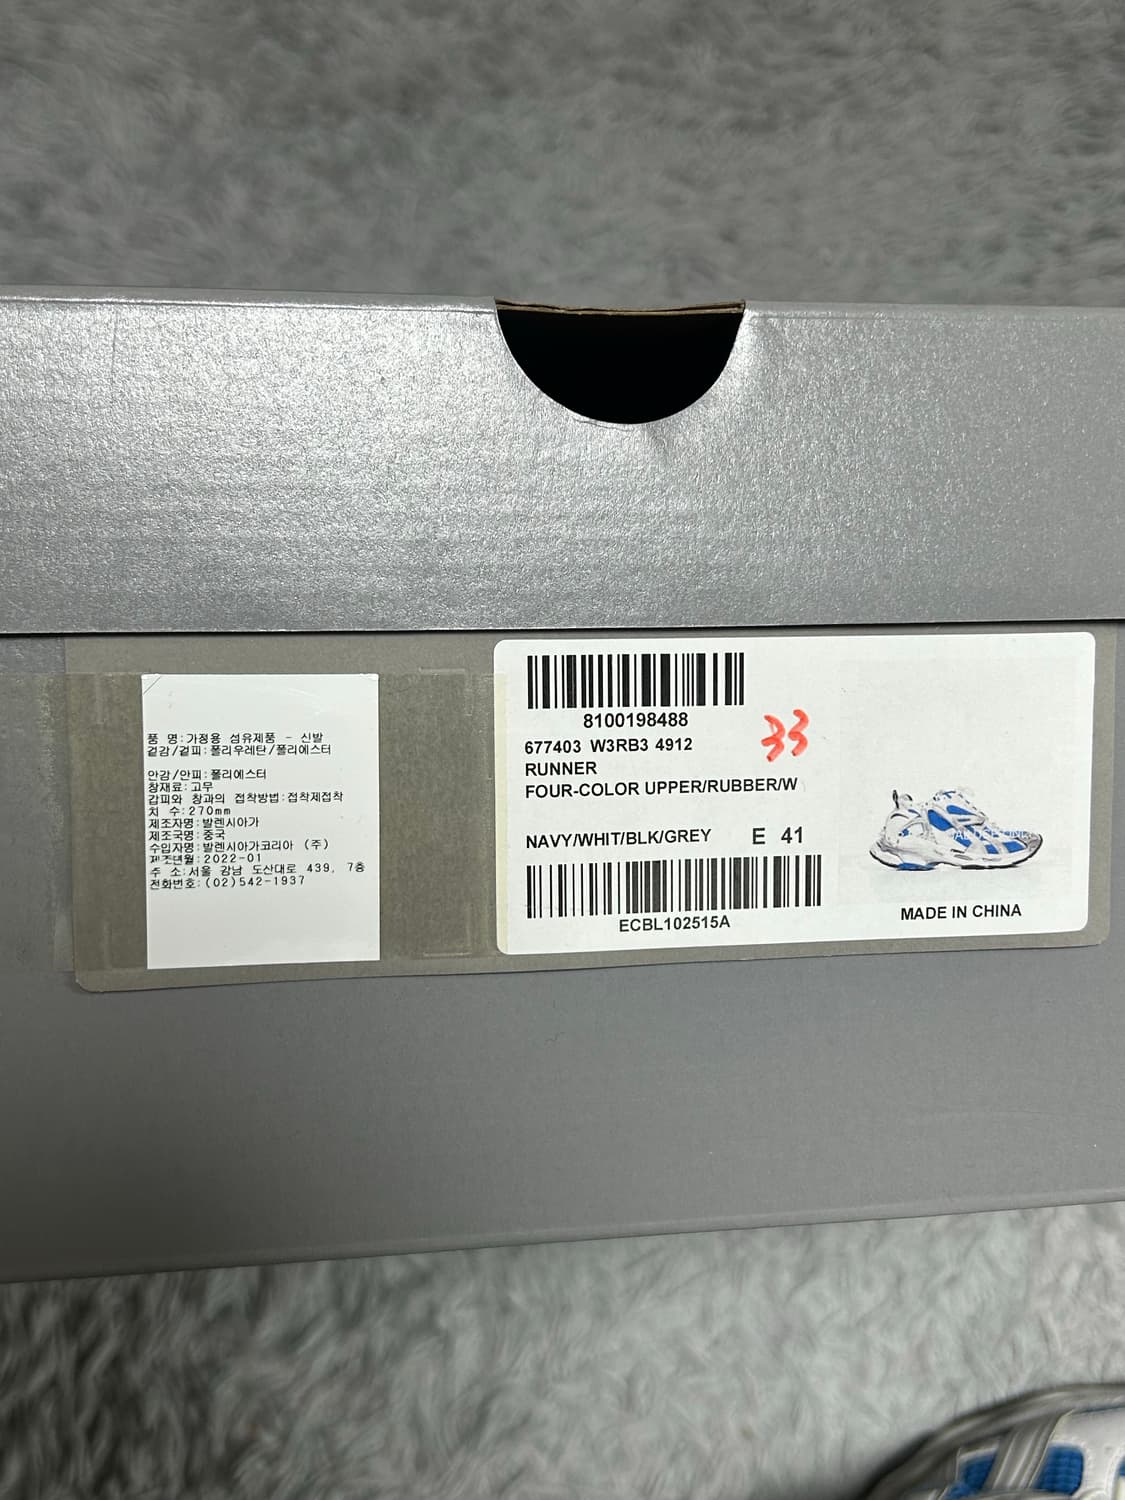 품 명:가정용 섬유제품 - 신발
겉감/겉피:폴리우레탄/폴리에스터
안감/안피:폴리에스터
창재료:고무
갑피와 창과의 접착방법:접착제접착
치 수:270mm
제조자명:발렌시아가
제조국명:중국
수입자명:발렌시아가코리아 (주)
제조년월:2022-01
주 소:서울 강남 도산대로 439, 7층
전화번호:(02)542-1937
8100198488
33
677403 W3RB3 4912
RUNNER
FOUR-COLOR UPPER/RUBBER/W
NAVY/WHIT/BLK/GREY E 41
ECBL102515A
MADE IN CHINA